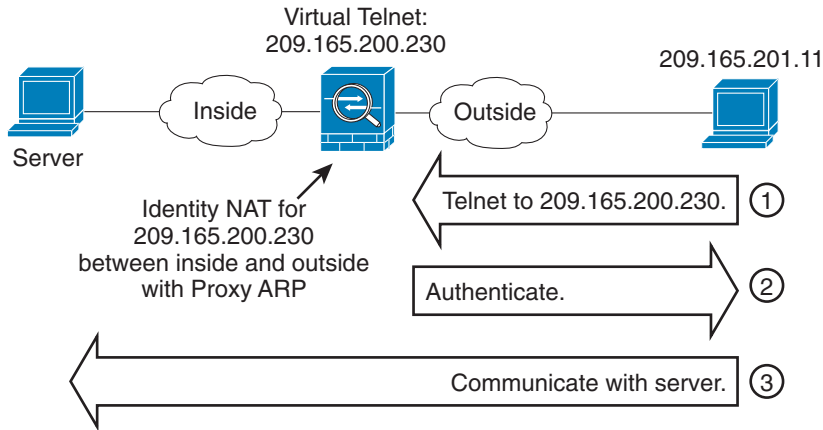 Virtual Telnet:
209.165.200.230
209.165.201.11
Inside
Outside
Server
Identity NAT for
209.165.200.230
between inside and outside
with Proxy ARP
Telnet to 209.165.200.230.
1
Authenticate.
2
Communicate with server.
3